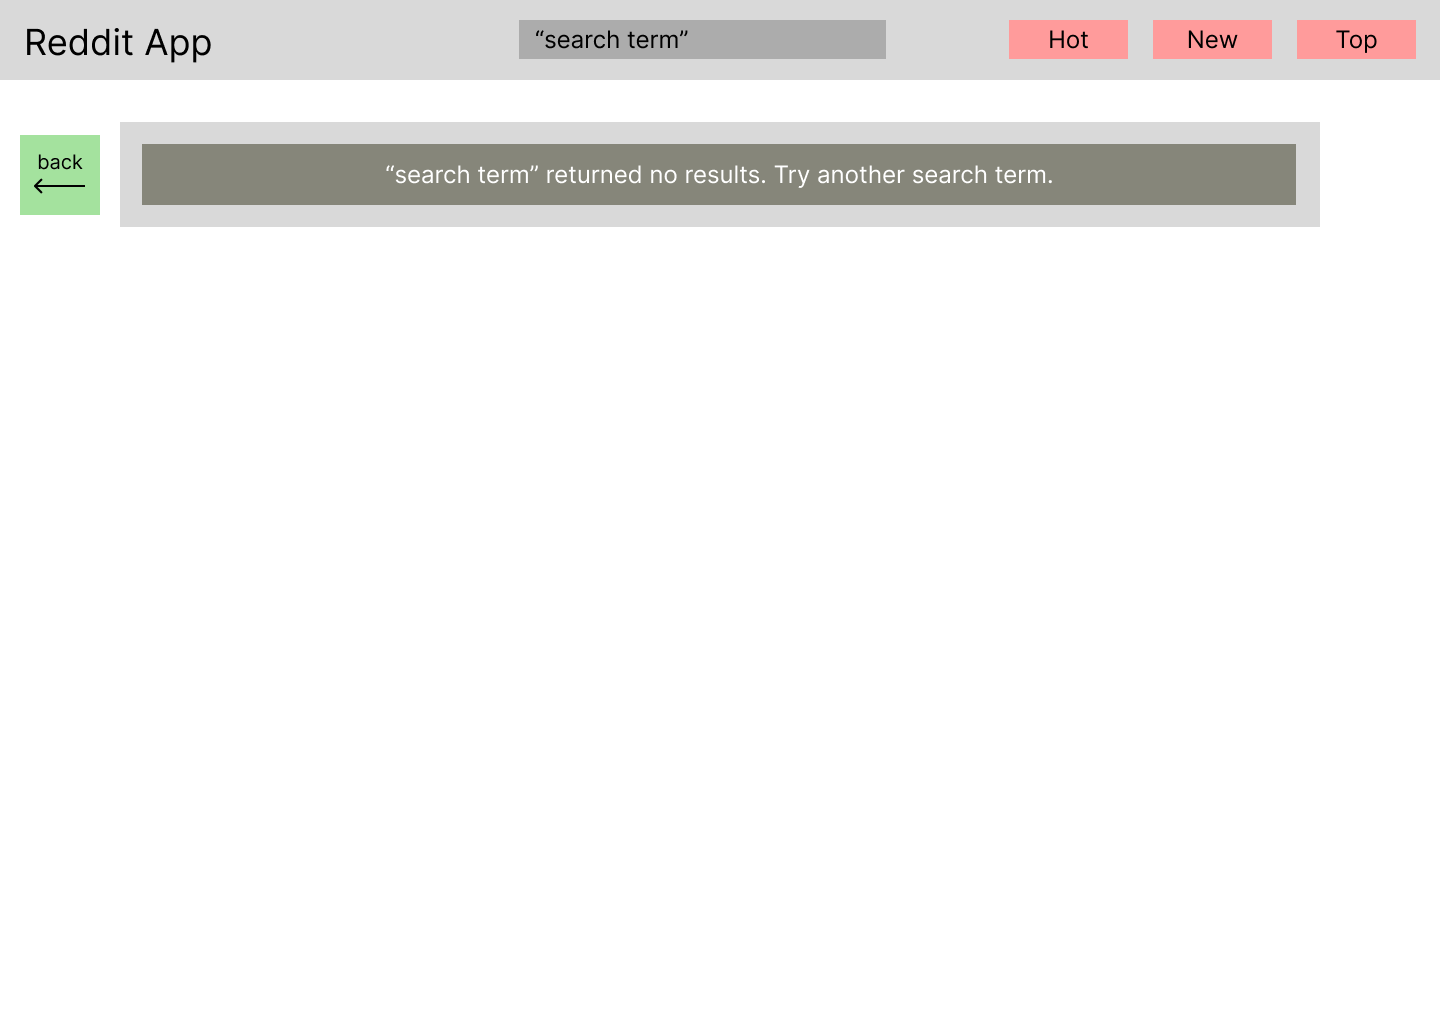 Reddit App
“search term”
Hot
New
Top
back
“search term” returned no results. Try another search term.